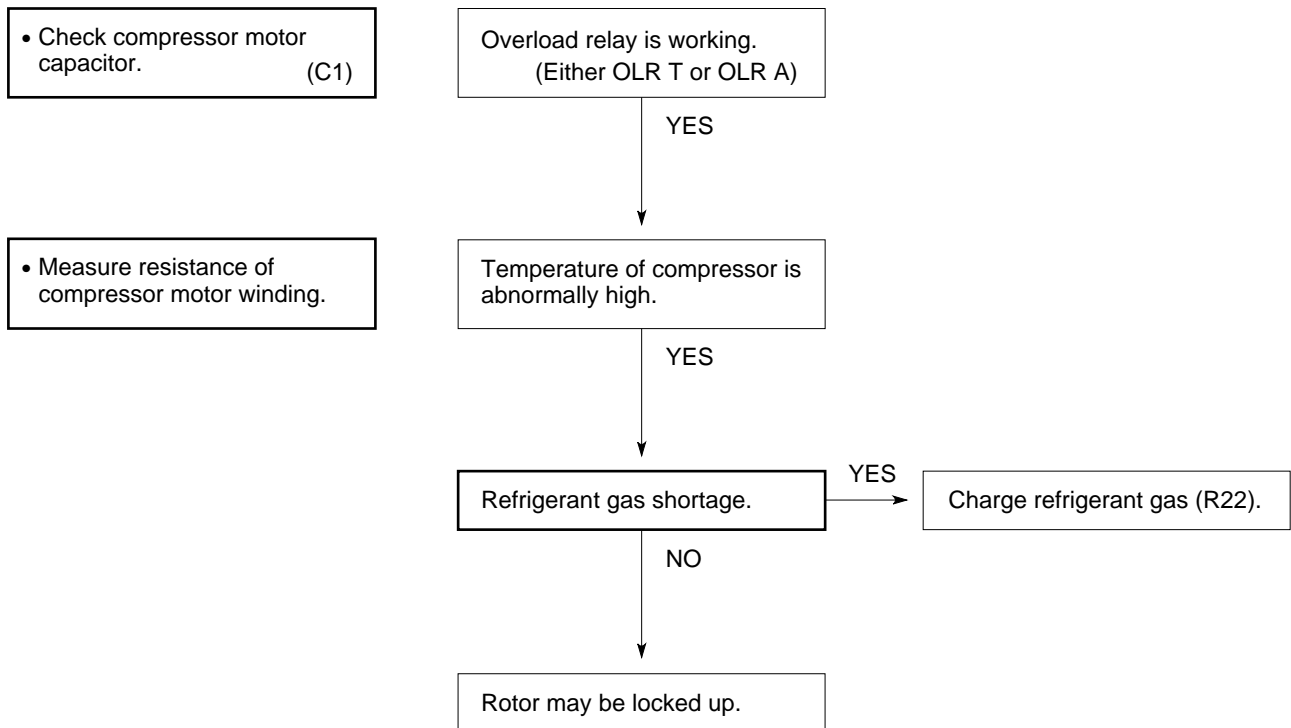 • Check compressor motor
capacitor. (C1)
Overload relay is working.
(Either OLR T or OLR A)
YES
• Measure resistance of
compressor motor winding.
Temperature of compressor is
abnormally high.
YES
Refrigerant gas shortage.
YES
Charge refrigerant gas (R22).
NO
Rotor may be locked up.